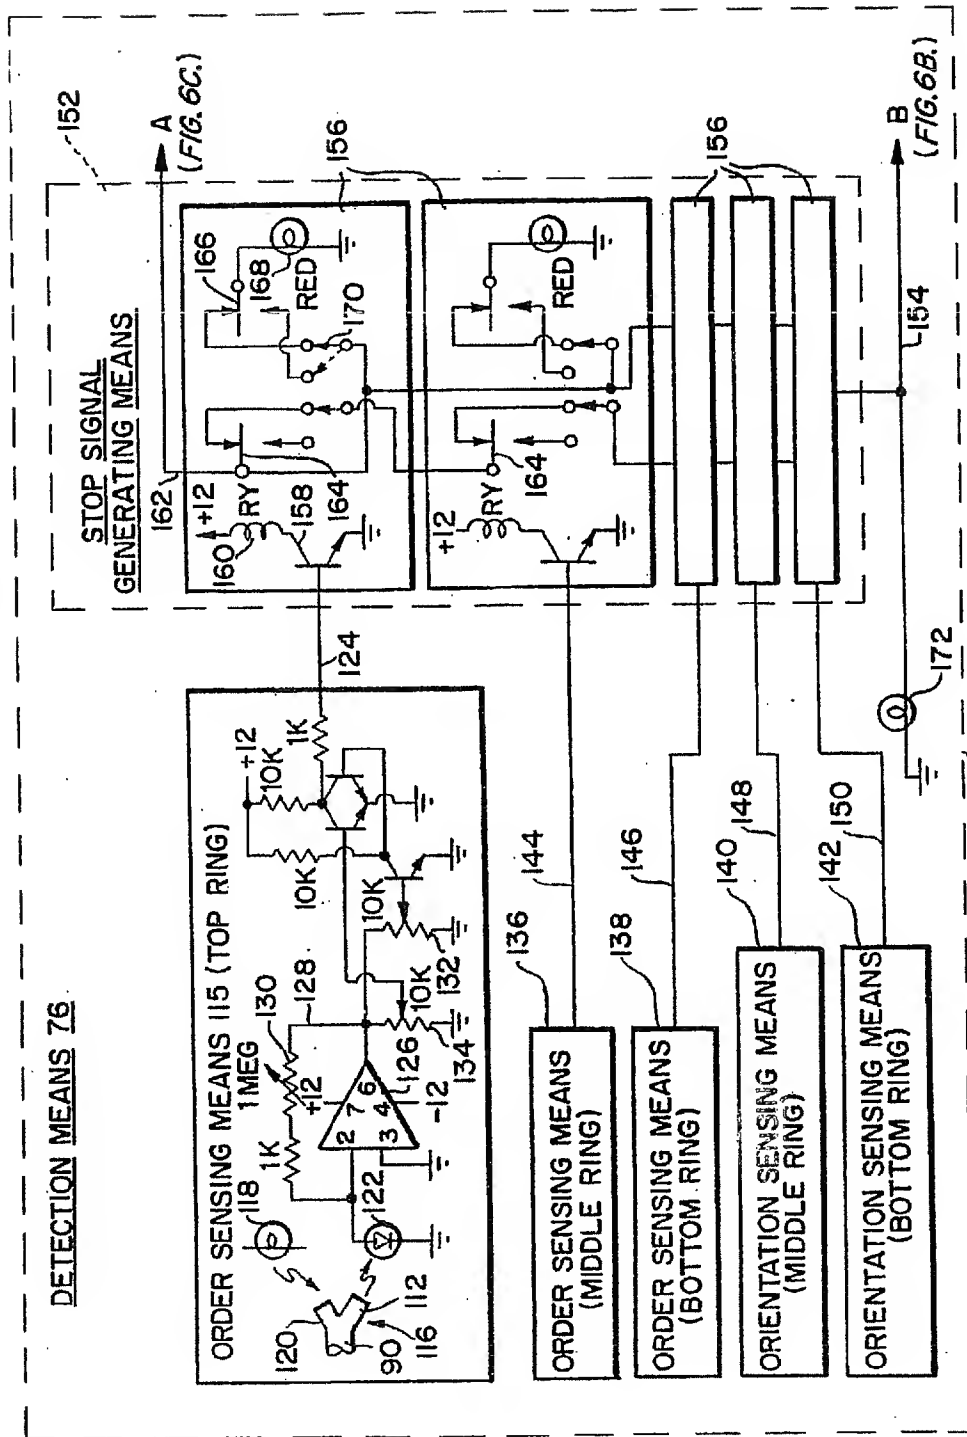 DETECTION MEANS 76
STOP SIGNAL
GENERATING MEANS
152
A
(FIG. 6C.)
162
+12
160
RY
158
164
166
168
RED
170
156
+12
RY
164
RED
156
B
(FIG. 6B)
154
172
ORDER SENSING MEANS 115 (TOP RING)
118
120
90
116
112
122
1K
1 MEG
130
128
+12
2
3
7
4
6
-12
126
10K
134
132
10K
10K
10K
+12
1K
124
ORDER SENSING MEANS
(MIDDLE RING)
136
144
ORDER SENSING MEANS
(BOTTOM RING)
138
146
ORIENTATION SENSING MEANS
(MIDDLE RING)
140
148
ORIENTATION SENSING MEANS
(BOTTOM RING)
142
150